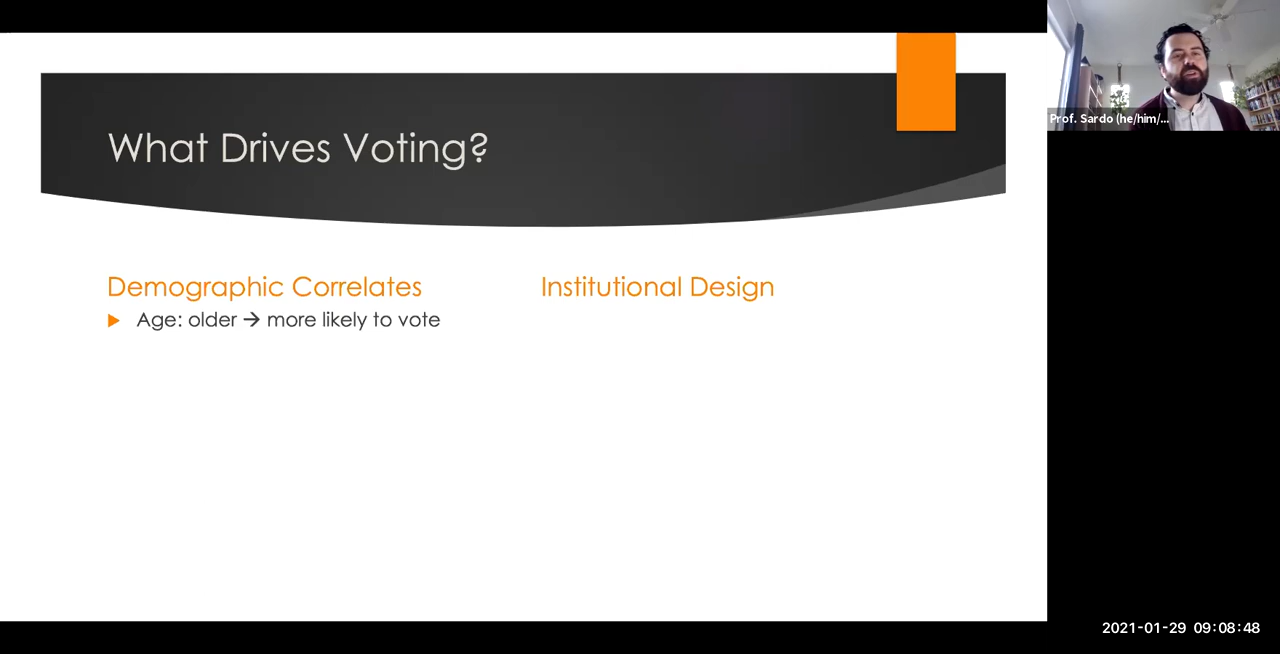 What Drives Voting?
Demographic Correlates
Age: older → more likely to vote
Institutional Design
Prof. Sardo (he/him/...
2021-01-29 09:08:48